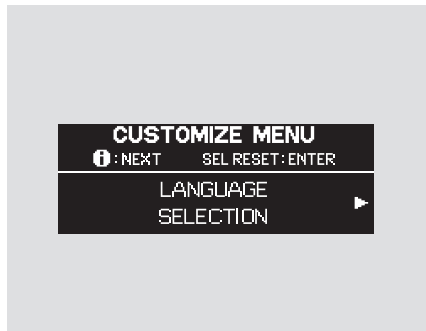 CUSTOMIZE MENU
i:NEXT SEL RESET:ENTER
LANGUAGE
SELECTION